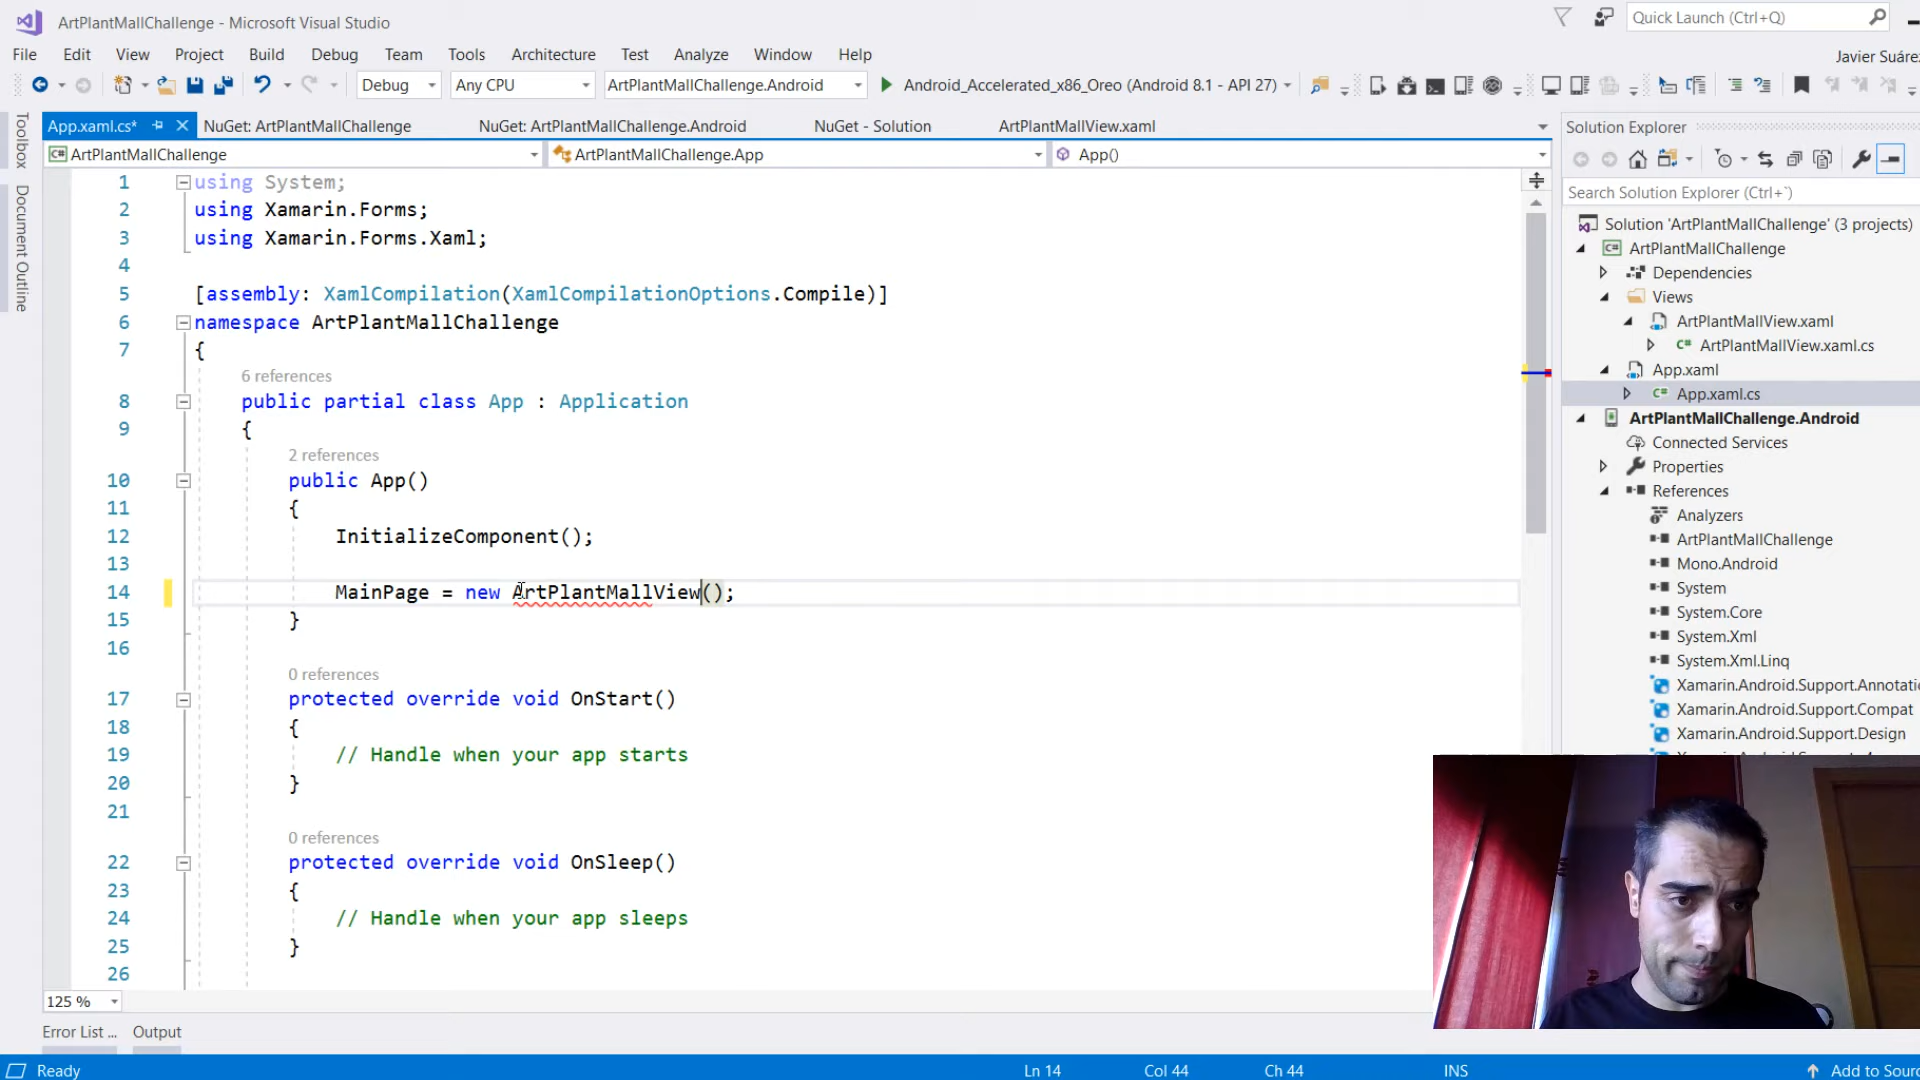 ArtPlantMallChallenge - Microsoft Visual Studio
Quick Launch (Ctrl+Q)
File Edit View Project Build Debug Team Tools Architecture Test Analyze Window Help
Javier Suáre
Debug Any CPU ArtPlantMallChallenge.Android Android_Accelerated_x86_Oreo (Android 8.1 - API 27)
Toolbox
Document Outline
App.xaml.cs* NuGet: ArtPlantMallChallenge NuGet: ArtPlantMallChallenge.Android NuGet - Solution ArtPlantMallView.xaml
ArtPlantMallChallenge ArtPlantMallChallenge.App App()
1 using System;
2 using Xamarin.Forms;
3 using Xamarin.Forms.Xaml;
4
5 [assembly: XamlCompilation(XamlCompilationOptions.Compile)]
6 namespace ArtPlantMallChallenge
7 {
6 references
8 public partial class App : Application
9 {
2 references
10 public App()
11 {
12 InitializeComponent();
13
14 MainPage = new ArtPlantMallView();
15 }
16
0 references
17 protected override void OnStart()
18 {
19 // Handle when your app starts
20 }
21
0 references
22 protected override void OnSleep()
23 {
24 // Handle when your app sleeps
25 }
26
125 %
Error List ... Output
Solution Explorer
Search Solution Explorer (Ctrl+`)
Solution 'ArtPlantMallChallenge' (3 projects)
C# ArtPlantMallChallenge
Dependencies
Views
ArtPlantMallView.xaml
C# ArtPlantMallView.xaml.cs
App.xaml
C# App.xaml.cs
ArtPlantMallChallenge.Android
Connected Services
Properties
References
Analyzers
ArtPlantMallChallenge
Mono.Android
System
System.Core
System.Xml
System.Xml.Linq
Xamarin.Android.Support.Annotati
Xamarin.Android.Support.Compat
Xamarin.Android.Support.Design
Ready Ln 14 Col 44 Ch 44 INS Add to Sourc